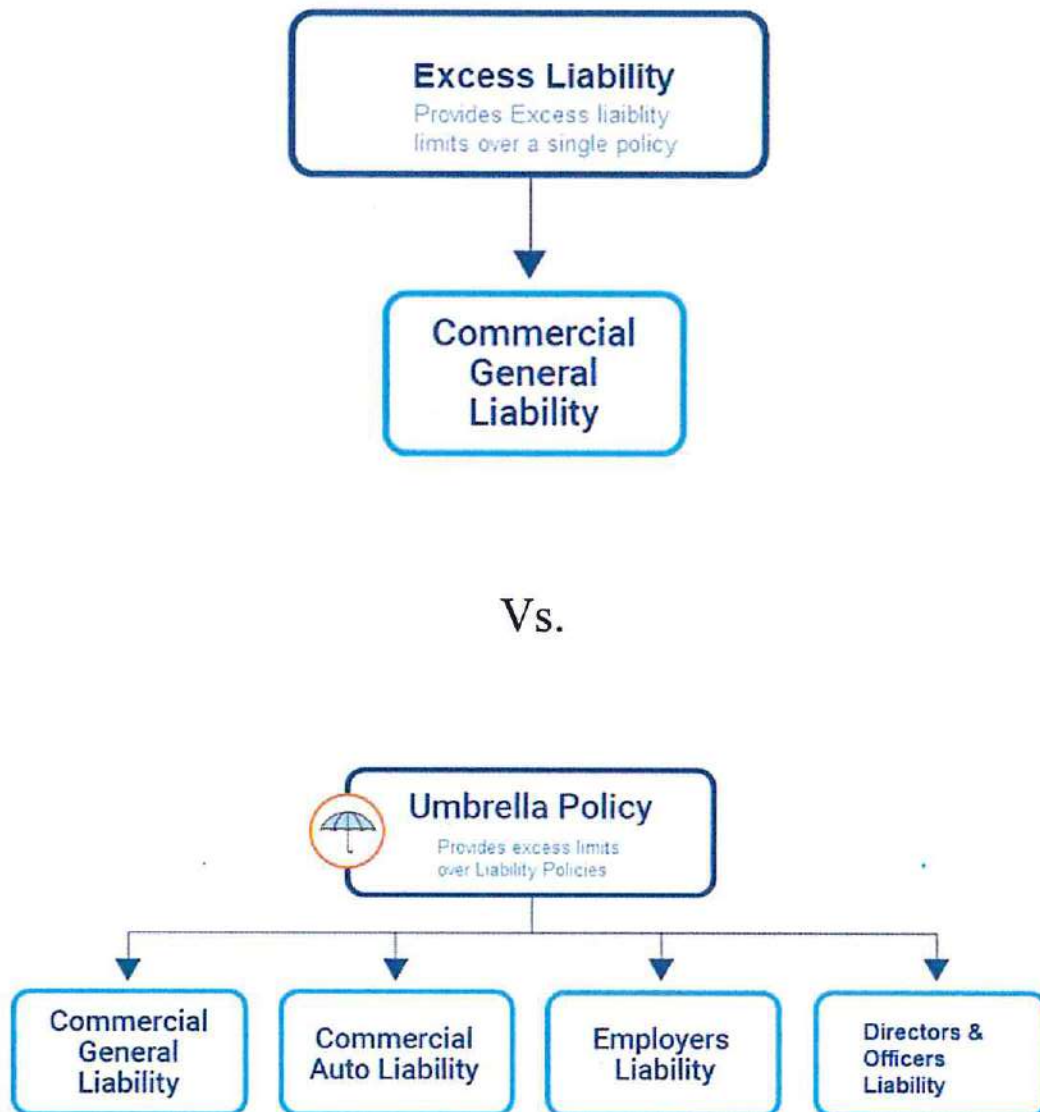 Excess Liability
Provides Excess liaiblity
limits over a single policy
Commercial
General
Liability
Vs.
Umbrella Policy
Provides excess limits
over Liability Policies
Commercial
General
Liability
Commercial
Auto Liability
Employers
Liability
Directors &
Officers
Liability